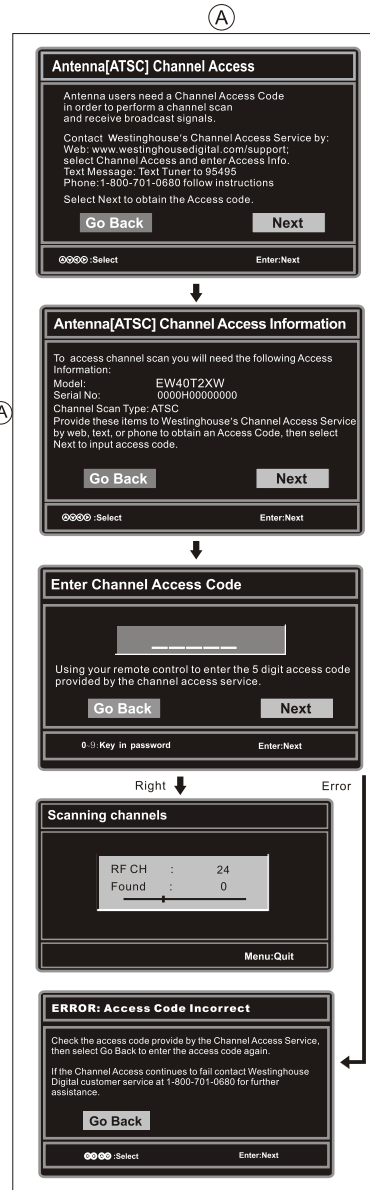 A
Antenna[ATSC] Channel Access
Antenna users need a Channel Access Code
in order to perform a channel scan
and receive broadcast signals.
Contact Westinghouse's Channel Access Service by:
Web: www.westinghousedigital.com/support;
select Channel Access and enter Access Info.
Text Message: Text Tuner to 95495
Phone:1-800-701-0680 follow instructions
Select Next to obtain the Access code.
Go Back Next
:Select Enter:Next
Antenna[ATSC] Channel Access Information
To access channel scan you will need the following Access
Information:
Model: EW40T2XW
Serial No: 0000H00000000
Channel Scan Type: ATSC
Provide these items to Westinghouse's Channel Access Service
by web, text, or phone to obtain an Access Code, then select
Next to input access code.
A
Go Back Next
:Select Enter:Next
Enter Channel Access Code
_____
Using your remote control to enter the 5 digit access code
provided by the channel access service.
Go Back Next
0~9:Key in password Enter:Next
Right Error
Scanning channels
RF CH : 24
Found : 0
Menu:Quit
ERROR: Access Code Incorrect
Check the access code provide by the Channel Access Service,
then select Go Back to enter the access code again.
If the Channel Access continues to fail contact Westinghouse
Digital customer service at 1-800-701-0680 for further
assistance.
Go Back
:Select Enter:Next